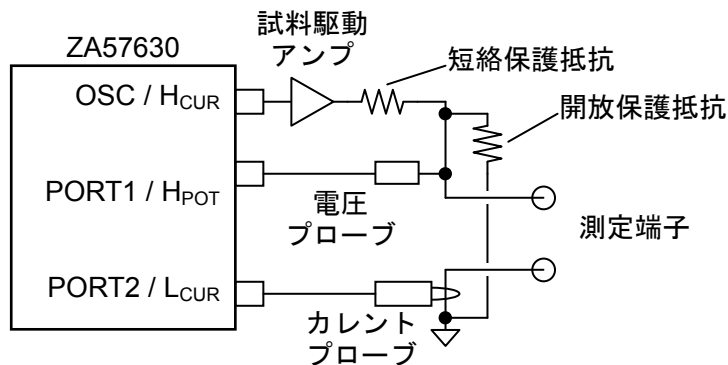 ZA57630
試料駆動
アンプ
短絡保護抵抗
OSC / HCUR
開放保護抵抗
PORT1 / HPOT
電圧
プローブ
測定端子
PORT2 / LCUR
カレント
プローブ